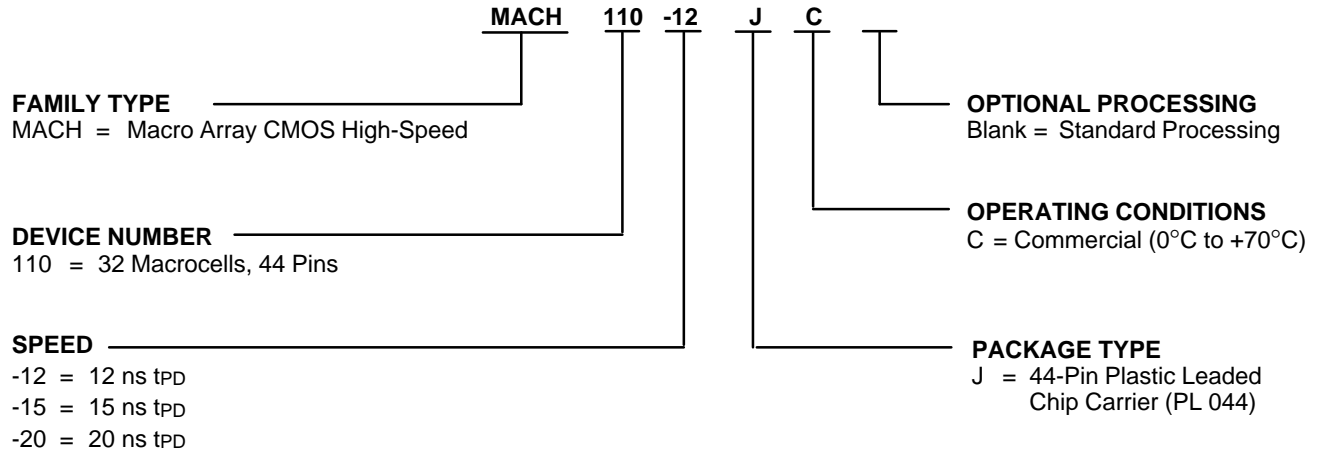 MACH 110 -12 J C
FAMILY TYPE
MACH = Macro Array CMOS High-Speed
DEVICE NUMBER
110 = 32 Macrocells, 44 Pins
SPEED
-12 = 12 ns tPD
-15 = 15 ns tPD
-20 = 20 ns tPD
OPTIONAL PROCESSING
Blank = Standard Processing
OPERATING CONDITIONS
C = Commercial (0°C to +70°C)
PACKAGE TYPE
J = 44-Pin Plastic Leaded
Chip Carrier (PL 044)